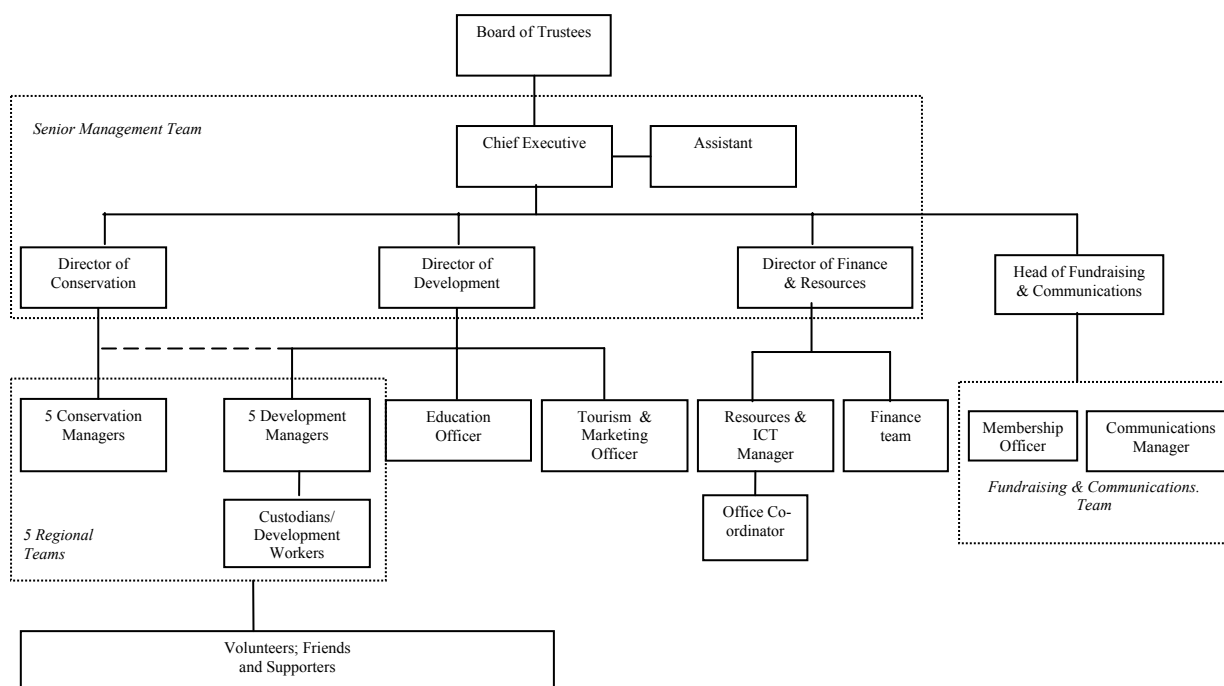 Board of Trustees
Senior Management Team
Chief Executive
Assistant
Director of
Conservation
Director of
Development
Director of Finance
& Resources
Head of Fundraising
& Communications
5 Conservation
Managers
5 Development
Managers
Education
Officer
Tourism &
Marketing
Officer
Resources &
ICT
Manager
Finance
team
Membership
Officer
Communications
Manager
Fundraising & Communications.
Team
5 Regional
Teams
Custodians/
Development
Workers
Office Co-
ordinator
Volunteers; Friends
and Supporters